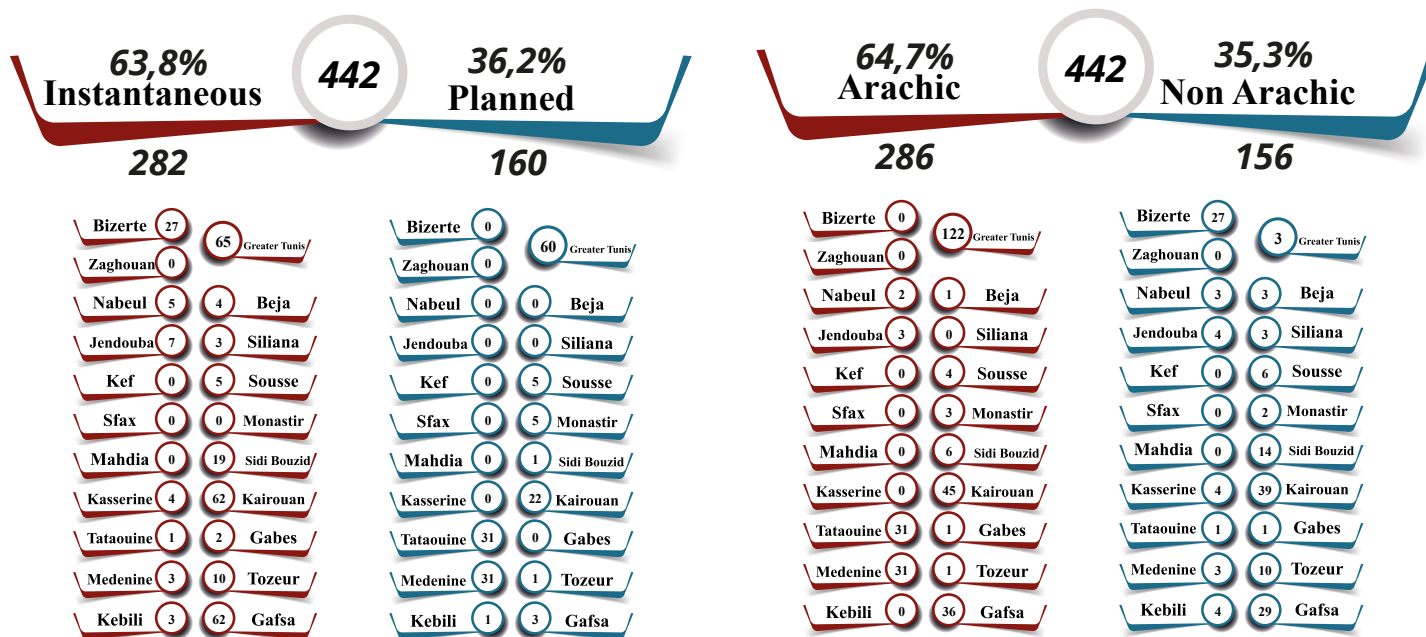 63,8%
Instantaneous
442
36,2%
Planned
282
160
Bizerte 27
65 Greater Tunis
Zaghouan 0
Nabeul 5 4 Beja
Jendouba 7 3 Siliana
Kef 0 5 Sousse
Sfax 0 0 Monastir
Mahdia 0 19 Sidi Bouzid
Kasserine 4 62 Kairouan
Tataouine 1 2 Gabes
Medenine 3 10 Tozeur
Kebili 3 62 Gafsa
Bizerte 0
60 Greater Tunis
Zaghouan 0
Nabeul 0 0 Beja
Jendouba 0 0 Siliana
Kef 0 5 Sousse
Sfax 0 5 Monastir
Mahdia 0 1 Sidi Bouzid
Kasserine 0 22 Kairouan
Tataouine 31 0 Gabes
Medenine 31 1 Tozeur
Kebili 1 3 Gafsa
64,7%
Arachic
442
35,3%
Non Arachic
286
156
Bizerte 0
122 Greater Tunis
Zaghouan 0
Nabeul 2 1 Beja
Jendouba 3 0 Siliana
Kef 0 4 Sousse
Sfax 0 3 Monastir
Mahdia 0 6 Sidi Bouzid
Kasserine 0 45 Kairouan
Tataouine 31 1 Gabes
Medenine 31 1 Tozeur
Kebili 0 36 Gafsa
Bizerte 27
3 Greater Tunis
Zaghouan 0
Nabeul 3 3 Beja
Jendouba 4 3 Siliana
Kef 0 6 Sousse
Sfax 0 2 Monastir
Mahdia 0 14 Sidi Bouzid
Kasserine 4 39 Kairouan
Tataouine 1 1 Gabes
Medenine 3 10 Tozeur
Kebili 4 29 Gafsa